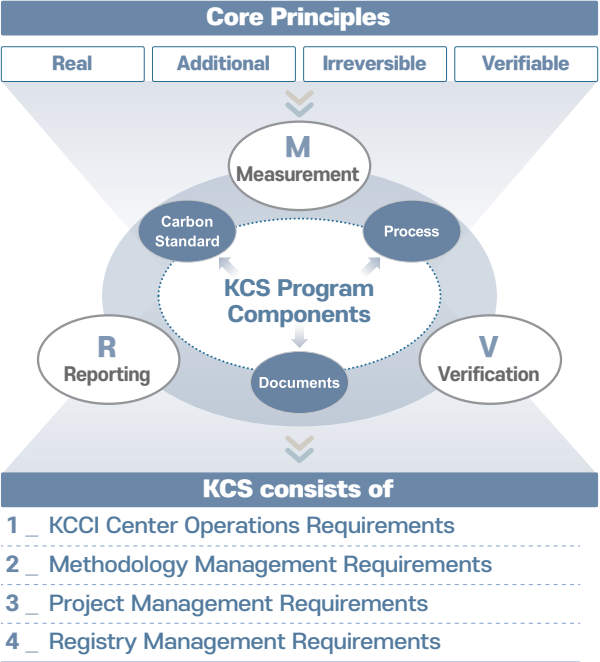 Core Principles
Real
Additional
Irreversible
Verifiable
M
Measurement
Carbon
Standard
Process
KCS Program
Components
R
Reporting
V
Verification
Documents
KCS consists of
1 _ KCCI Center Operations Requirements
2 _ Methodology Management Requirements
3 _ Project Management Requirements
4 _ Registry Management Requirements